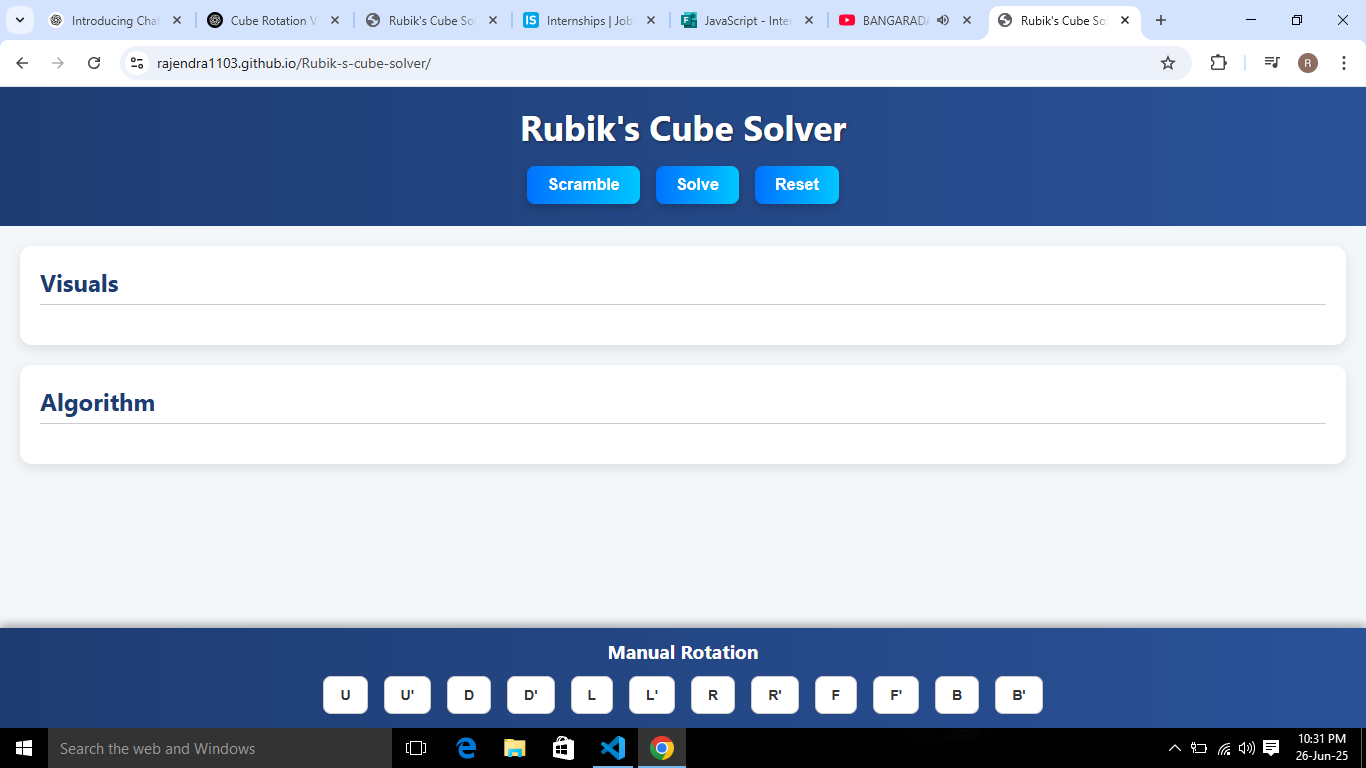 Introducing Cha
Cube Rotation V
Rubik's Cube So
Internships | Job
JavaScript - Inte
BANGARADA
Rubik's Cube So
rajendra1103.github.io/Rubik-s-cube-solver/
R
Rubik's Cube Solver
Scramble Solve Reset
Visuals
Algorithm
Manual Rotation
U U' D D' L L' R R' F F' B B'
Search the web and Windows
10:31 PM
26-Jun-25